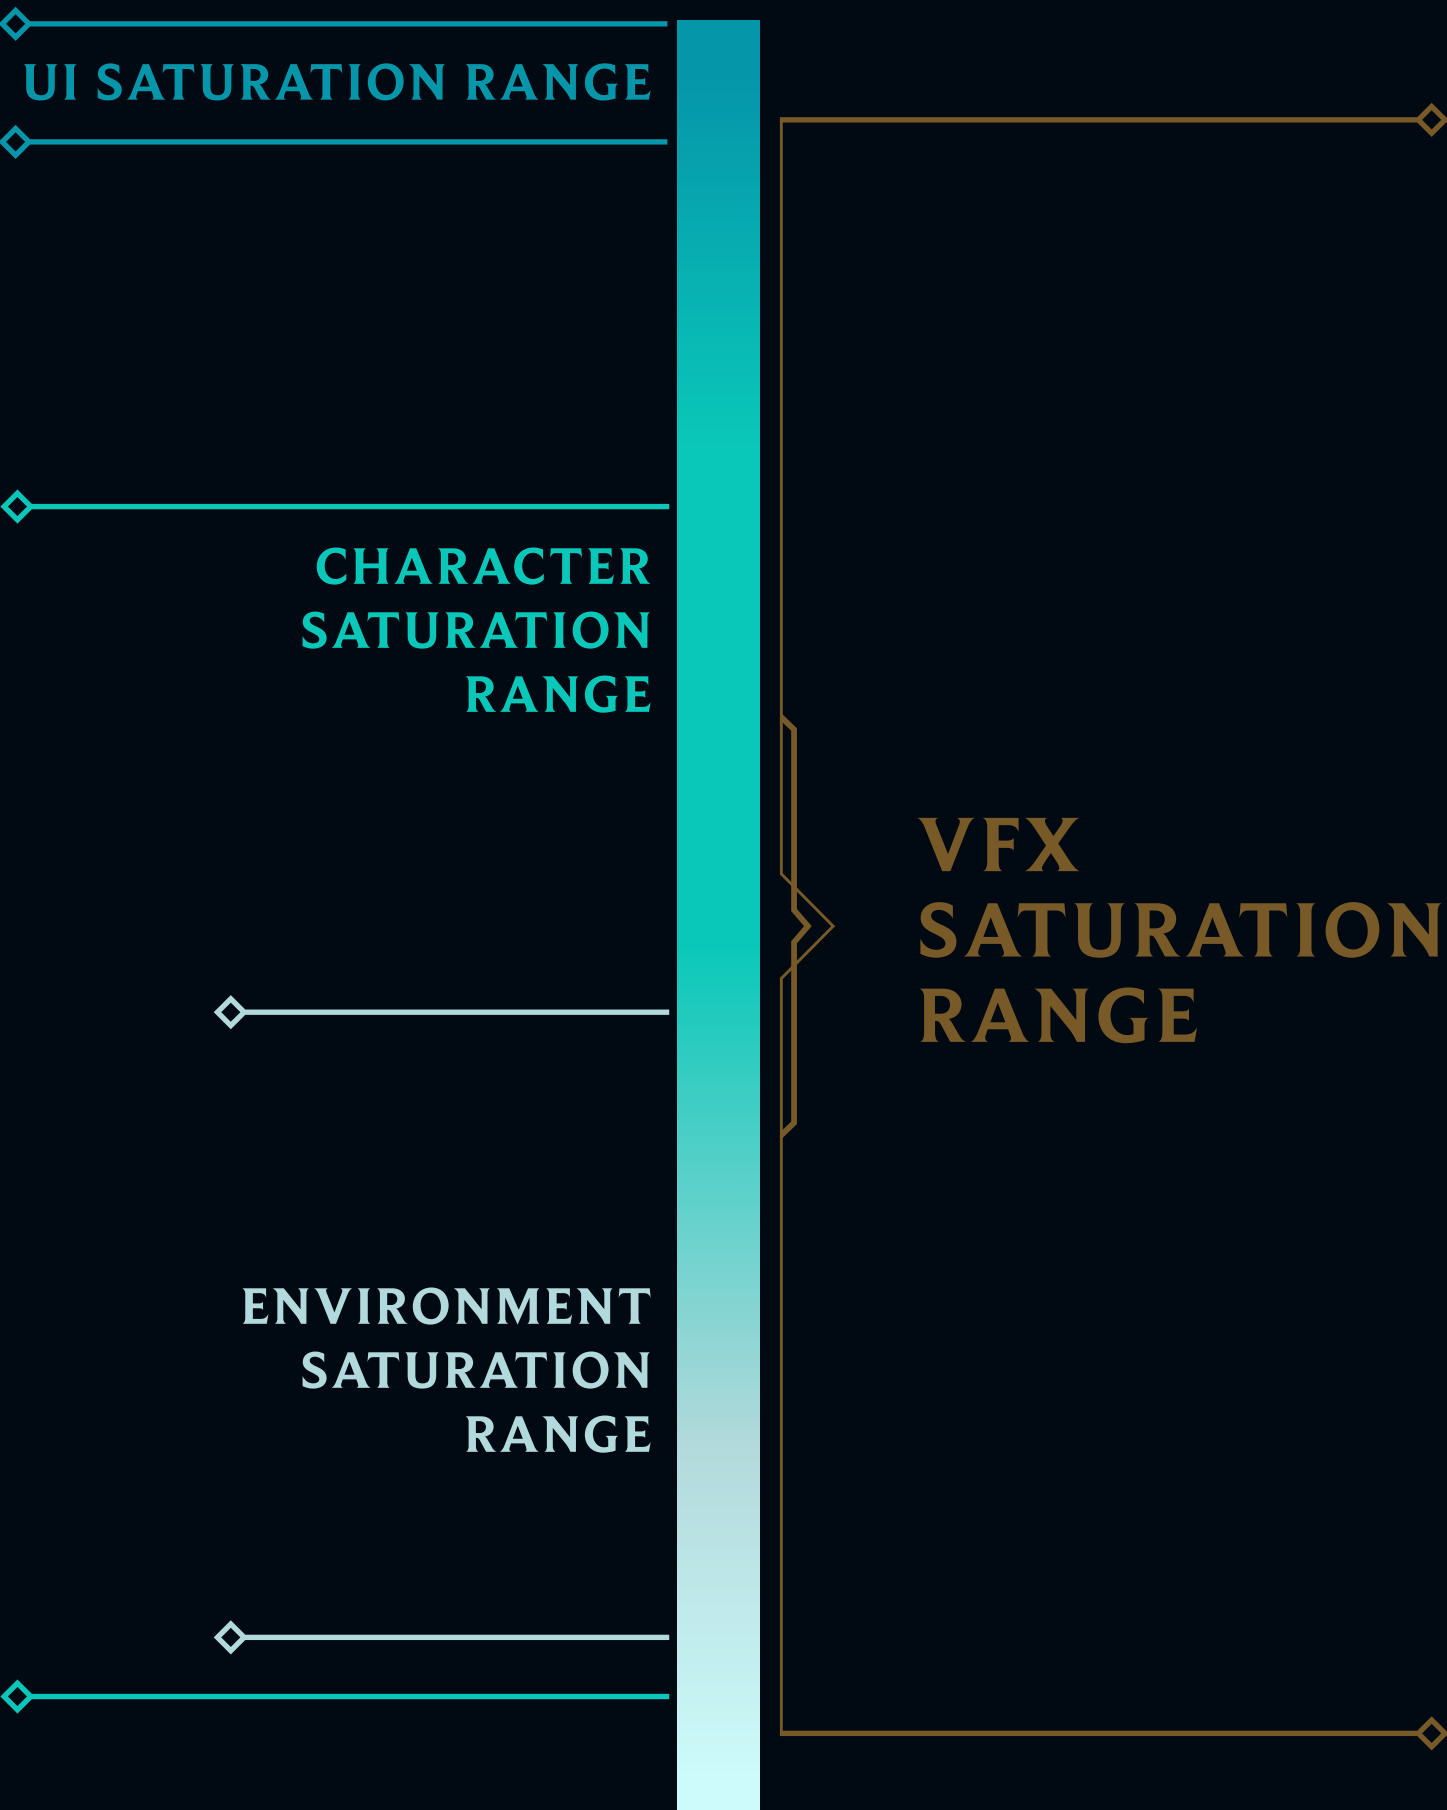 UI SATURATION RANGE
CHARACTER
SATURATION
RANGE
VFX
SATURATION
RANGE
ENVIRONMENT
SATURATION
RANGE